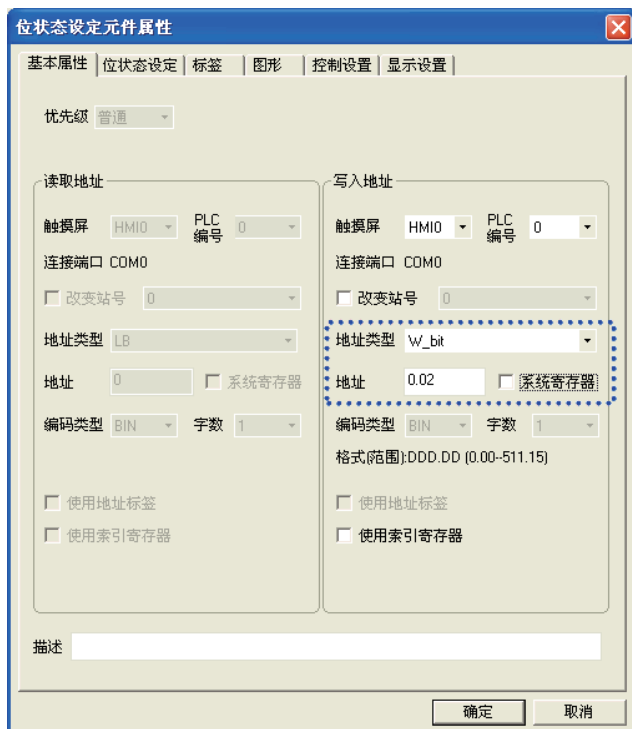 位状态设定元件属性
基本属性 位状态设定 标签 图形 控制设置 显示设置
优先级 普通
读取地址
触摸屏 HMI0 PLC编号 0
连接端口 COM0
改变站号 0
地址类型 LB
地址 0 系统寄存器
编码类型 BIN 字数 1
使用地址标签
使用索引寄存器
写入地址
触摸屏 HMI0 PLC编号 0
连接端口 COM0
改变站号 0
地址类型 W_bit
地址 0.02 系统寄存器
编码类型 BIN 字数 1
格式(范围):DDD.DD (0.00--511.15)
使用地址标签
使用索引寄存器
描述
确定 取消